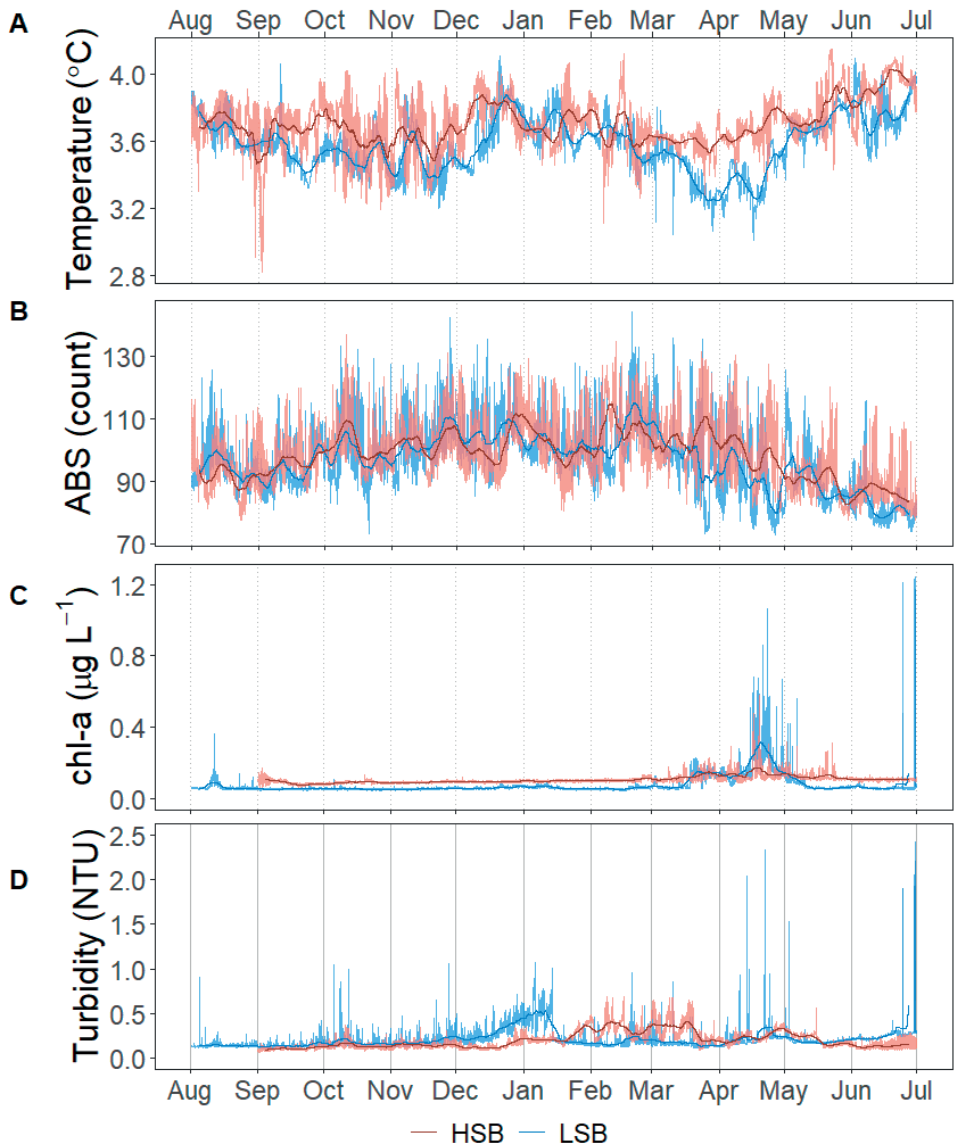 A
Aug Sep Oct Nov Dec Jan Feb Mar Apr May Jun Jul
Temperature (°C)
4.0
3.6
3.2
2.8
B
ABS (count)
130
110
90
70
C
chl-a (μg L⁻¹)
1.2
0.8
0.4
0.0
D
Turbidity (NTU)
2.5
2.0
1.5
1.0
0.5
0.0
Aug Sep Oct Nov Dec Jan Feb Mar Apr May Jun Jul
HSB LSB